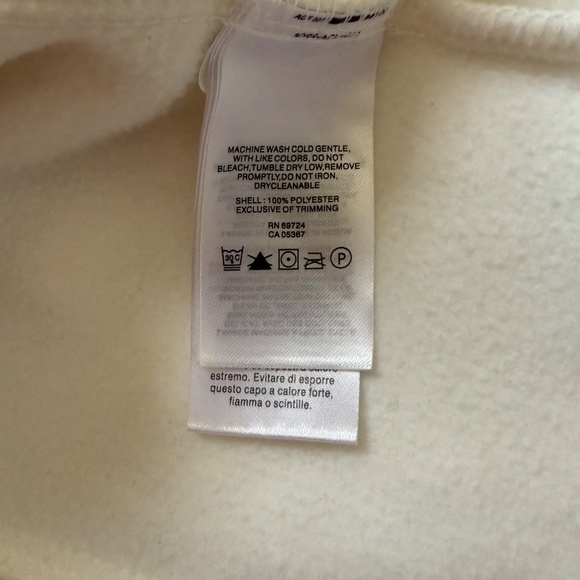 MACHINE WASH COLD GENTLE,
WITH LIKE COLORS, DO NOT
BLEACH,TUMBLE DRY LOW,REMOVE
PROMPTLY,DO NOT IRON,
DRYCLEANABLE
SHELL : 100% POLYESTER
EXCLUSIVE OF TRIMMING
RN 69724
CA 05367
30 C P
estremo. Evitare di esporre
questo capo a calore forte,
fiamma o scintille.